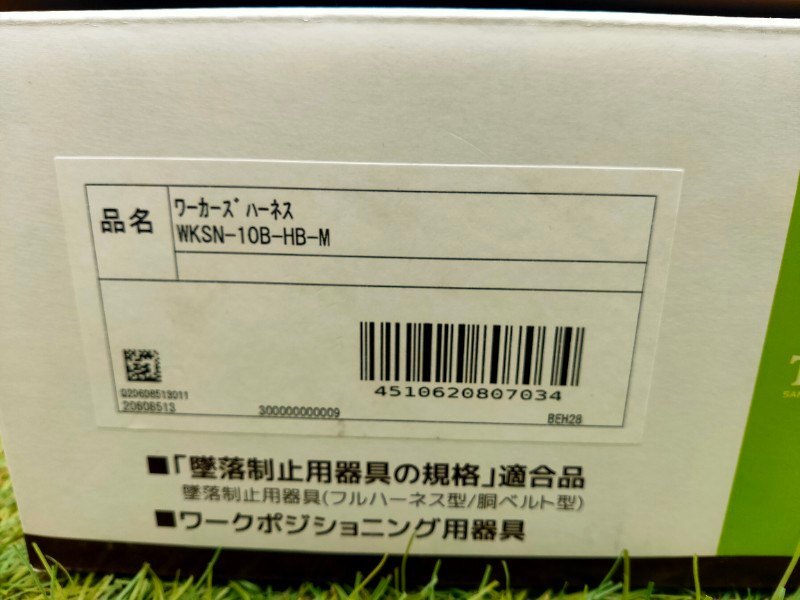 品名
ワーカーズハーネス
WKSN-10B-HB-M
4510620807034
Q20608513011
20608513
300000000009
BEH28
■「墜落制止用器具の規格」適合品
墜落制止用器具(フルハーネス型/胴ベルト型)
■ワークポジショニング用器具